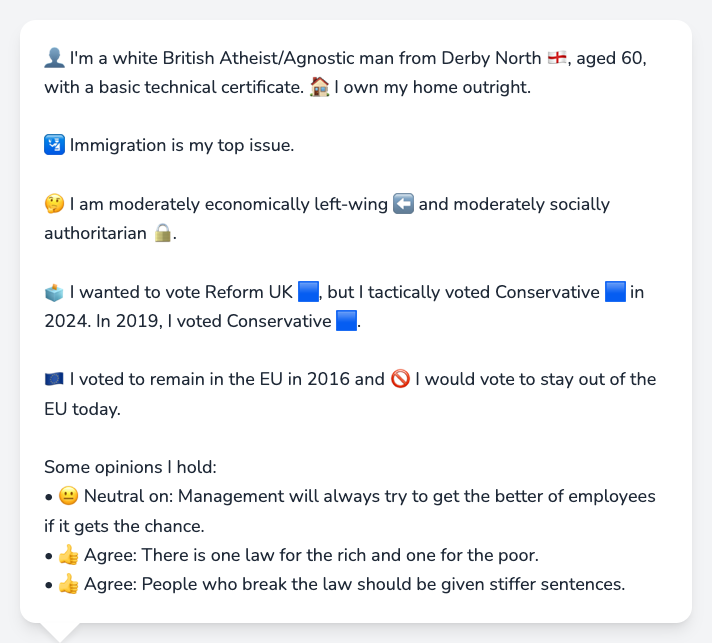 👤 I'm a white British Atheist/Agnostic man from Derby North 🏴󠁧󠁢󠁥󠁮󠁧󠁿, aged 60,
with a basic technical certificate. 🏠 I own my home outright.
🛂 Immigration is my top issue.
🤔 I am moderately economically left-wing ⬅️ and moderately socially
authoritarian 🔒.
🗳️ I wanted to vote Reform UK 🟦, but I tactically voted Conservative 🟦 in
2024. In 2019, I voted Conservative 🟦.
🇪🇺 I voted to remain in the EU in 2016 and 🚫 I would vote to stay out of the
EU today.
Some opinions I hold:
• 😐 Neutral on: Management will always try to get the better of employees
if it gets the chance.
• 👍 Agree: There is one law for the rich and one for the poor.
• 👍 Agree: People who break the law should be given stiffer sentences.